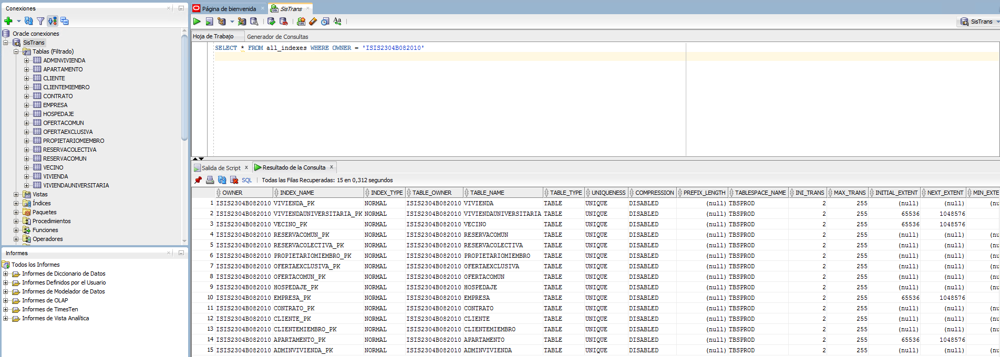 Conexiones
Oracle conexiones
SisTrans
Tablas (Filtrado)
ADMINVIVIENDA
APARTAMENTO
CLIENTE
CLIENTEMIEMBRO
CONTRATO
EMPRESA
HOSPEDAJE
OFERTACOMUN
OFERTAEXCLUSIVA
PROPIETARIOMIEMBRO
RESERVACOLECTIVA
RESERVACOMUN
VECINO
VIVIENDA
VIVIENDAUNIVERSITARIA
Vistas
Índices
Paquetes
Procedimientos
Funciones
Operadores
Informes
Todos los Informes
Informes de Diccionario de Datos
Informes Definidos por el Usuario
Informes de Modelador de Datos
Informes de OLAP
Informes de TimesTen
Informes de Vista Analítica
Página de bienvenida SisTrans
SisTrans
Hoja de Trabajo Generador de Consultas
SELECT * FROM all_indexes WHERE OWNER = 'ISIS2304B082010'
Salida de Script x Resultado de la Consulta x
SQL | Todas las Filas Recuperadas: 15 en 0,312 segundos
OWNER INDEX_NAME INDEX_TYPE TABLE_OWNER TABLE_NAME TABLE_TYPE UNIQUENESS COMPRESSION PREFIX_LENGTH TABLESPACE_NAME INI_TRANS MAX_TRANS INITIAL_EXTENT NEXT_EXTENT MIN_EXTE
1 ISIS2304B082010 VIVIENDA_PK NORMAL ISIS2304B082010 VIVIENDA TABLE UNIQUE DISABLED (null) TBSPROD 2 255 (null) (null) (nu
2 ISIS2304B082010 VIVIENDAUNIVERSITARIA_PK NORMAL ISIS2304B082010 VIVIENDAUNIVERSITARIA TABLE UNIQUE DISABLED (null) TBSPROD 2 255 65536 1048576
3 ISIS2304B082010 VECINO_PK NORMAL ISIS2304B082010 VECINO TABLE UNIQUE DISABLED (null) TBSPROD 2 255 65536 1048576
4 ISIS2304B082010 RESERVACOMUN_PK NORMAL ISIS2304B082010 RESERVACOMUN TABLE UNIQUE DISABLED (null) TBSPROD 2 255 (null) (null) (nu
5 ISIS2304B082010 RESERVACOLECTIVA_PK NORMAL ISIS2304B082010 RESERVACOLECTIVA TABLE UNIQUE DISABLED (null) TBSPROD 2 255 (null) (null) (nu
6 ISIS2304B082010 PROPIETARIOMIEMBRO_PK NORMAL ISIS2304B082010 PROPIETARIOMIEMBRO TABLE UNIQUE DISABLED (null) TBSPROD 2 255 (null) (null) (nu
7 ISIS2304B082010 OFERTAEXCLUSIVA_PK NORMAL ISIS2304B082010 OFERTAEXCLUSIVA TABLE UNIQUE DISABLED (null) TBSPROD 2 255 (null) (null) (nu
8 ISIS2304B082010 OFERTACOMUN_PK NORMAL ISIS2304B082010 OFERTACOMUN TABLE UNIQUE DISABLED (null) TBSPROD 2 255 (null) (null) (nu
9 ISIS2304B082010 HOSPEDAJE_PK NORMAL ISIS2304B082010 HOSPEDAJE TABLE UNIQUE DISABLED (null) TBSPROD 2 255 (null) (null) (nu
10 ISIS2304B082010 EMPRESA_PK NORMAL ISIS2304B082010 EMPRESA TABLE UNIQUE DISABLED (null) TBSPROD 2 255 65536 1048576
11 ISIS2304B082010 CONTRATO_PK NORMAL ISIS2304B082010 CONTRATO TABLE UNIQUE DISABLED (null) TBSPROD 2 255 (null) (null) (nu
12 ISIS2304B082010 CLIENTE_PK NORMAL ISIS2304B082010 CLIENTE TABLE UNIQUE DISABLED (null) TBSPROD 2 255 (null) (null) (nu
13 ISIS2304B082010 CLIENTEMIEMBRO_PK NORMAL ISIS2304B082010 CLIENTEMIEMBRO TABLE UNIQUE DISABLED (null) TBSPROD 2 255 (null) (null) (nu
14 ISIS2304B082010 APARTAMENTO_PK NORMAL ISIS2304B082010 APARTAMENTO TABLE UNIQUE DISABLED (null) TBSPROD 2 255 65536 1048576
15 ISIS2304B082010 ADMINVIVIENDA_PK NORMAL ISIS2304B082010 ADMINVIVIENDA TABLE UNIQUE DISABLED (null) TBSPROD 2 255 (null) (null) (nu